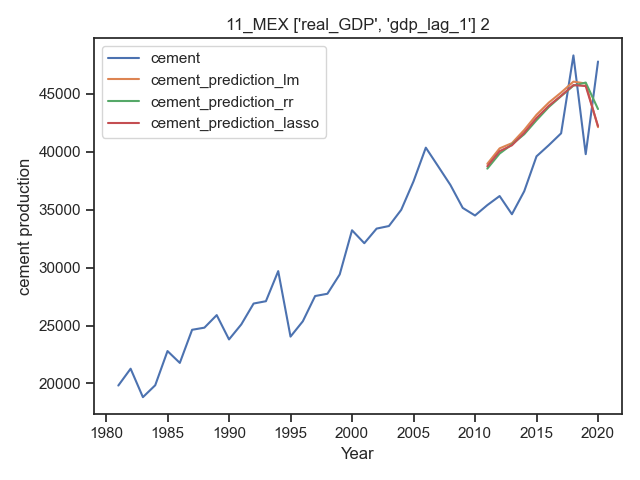 11_MEX ['real_GDP', 'gdp_lag_1'] 2
cement
cement_prediction_lm
cement_prediction_rr
cement_prediction_lasso
cement production
45000
40000
35000
30000
25000
20000
1980 1985 1990 1995 2000 2005 2010 2015 2020
Year